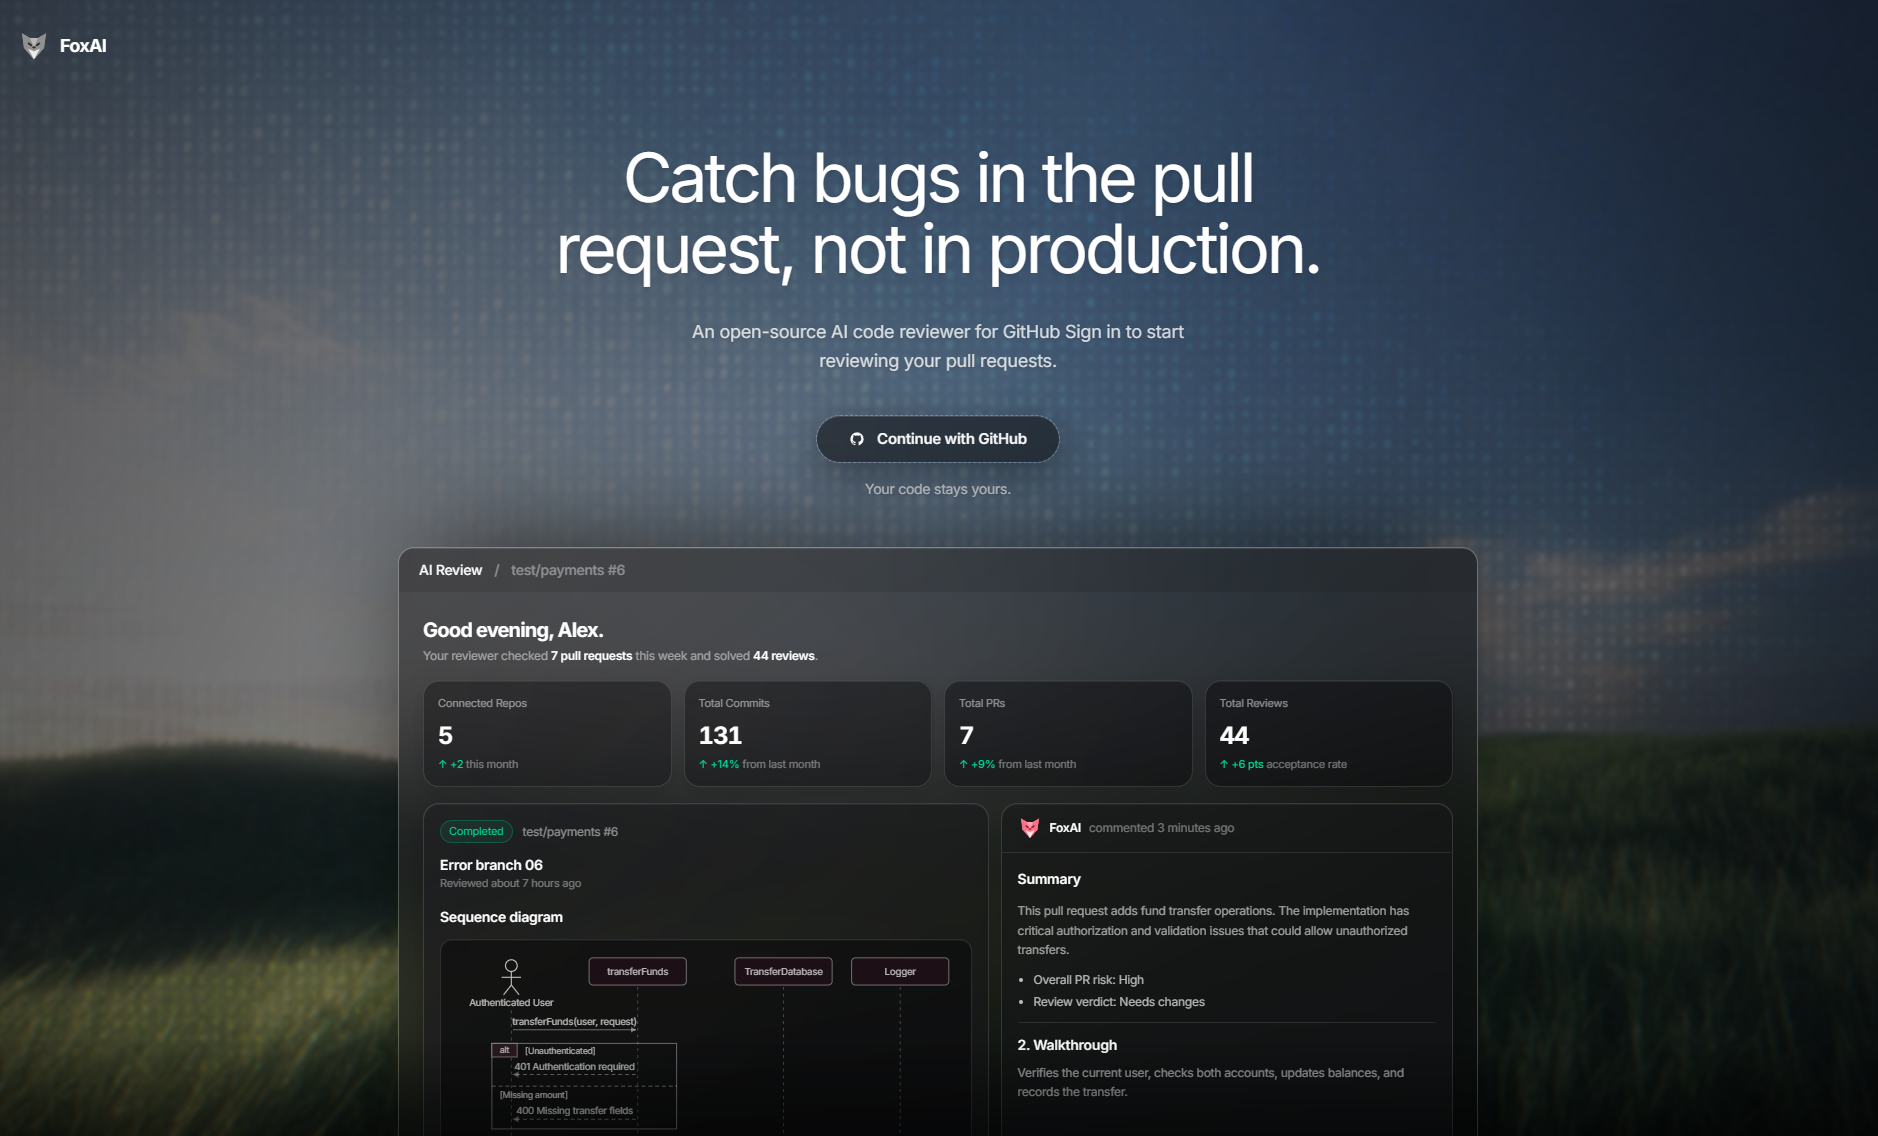 FoxAI
Catch bugs in the pull
request, not in production.
An open-source AI code reviewer for GitHub Sign in to start
reviewing your pull requests.
Continue with GitHub
Your code stays yours.
AI Review / test/payments #6
Good evening, Alex.
Your reviewer checked 7 pull requests this week and solved 44 reviews.
Connected Repos
5
↑ +2 this month
Total Commits
131
↑ +14% from last month
Total PRs
7
↑ +9% from last month
Total Reviews
44
↑ +6 pts acceptance rate
Completed test/payments #6
Error branch 06
Reviewed about 7 hours ago
Sequence diagram
Authenticated User
transferFunds
TransferDatabase
Logger
transferFunds(user, request)
alt [Unauthenticated]
401 Authentication required
[Missing amount]
400 Missing transfer fields
FoxAI commented 3 minutes ago
Summary
This pull request adds fund transfer operations. The implementation has
critical authorization and validation issues that could allow unauthorized
transfers.
• Overall PR risk: High
• Review verdict: Needs changes
2. Walkthrough
Verifies the current user, checks both accounts, updates balances, and
records the transfer.